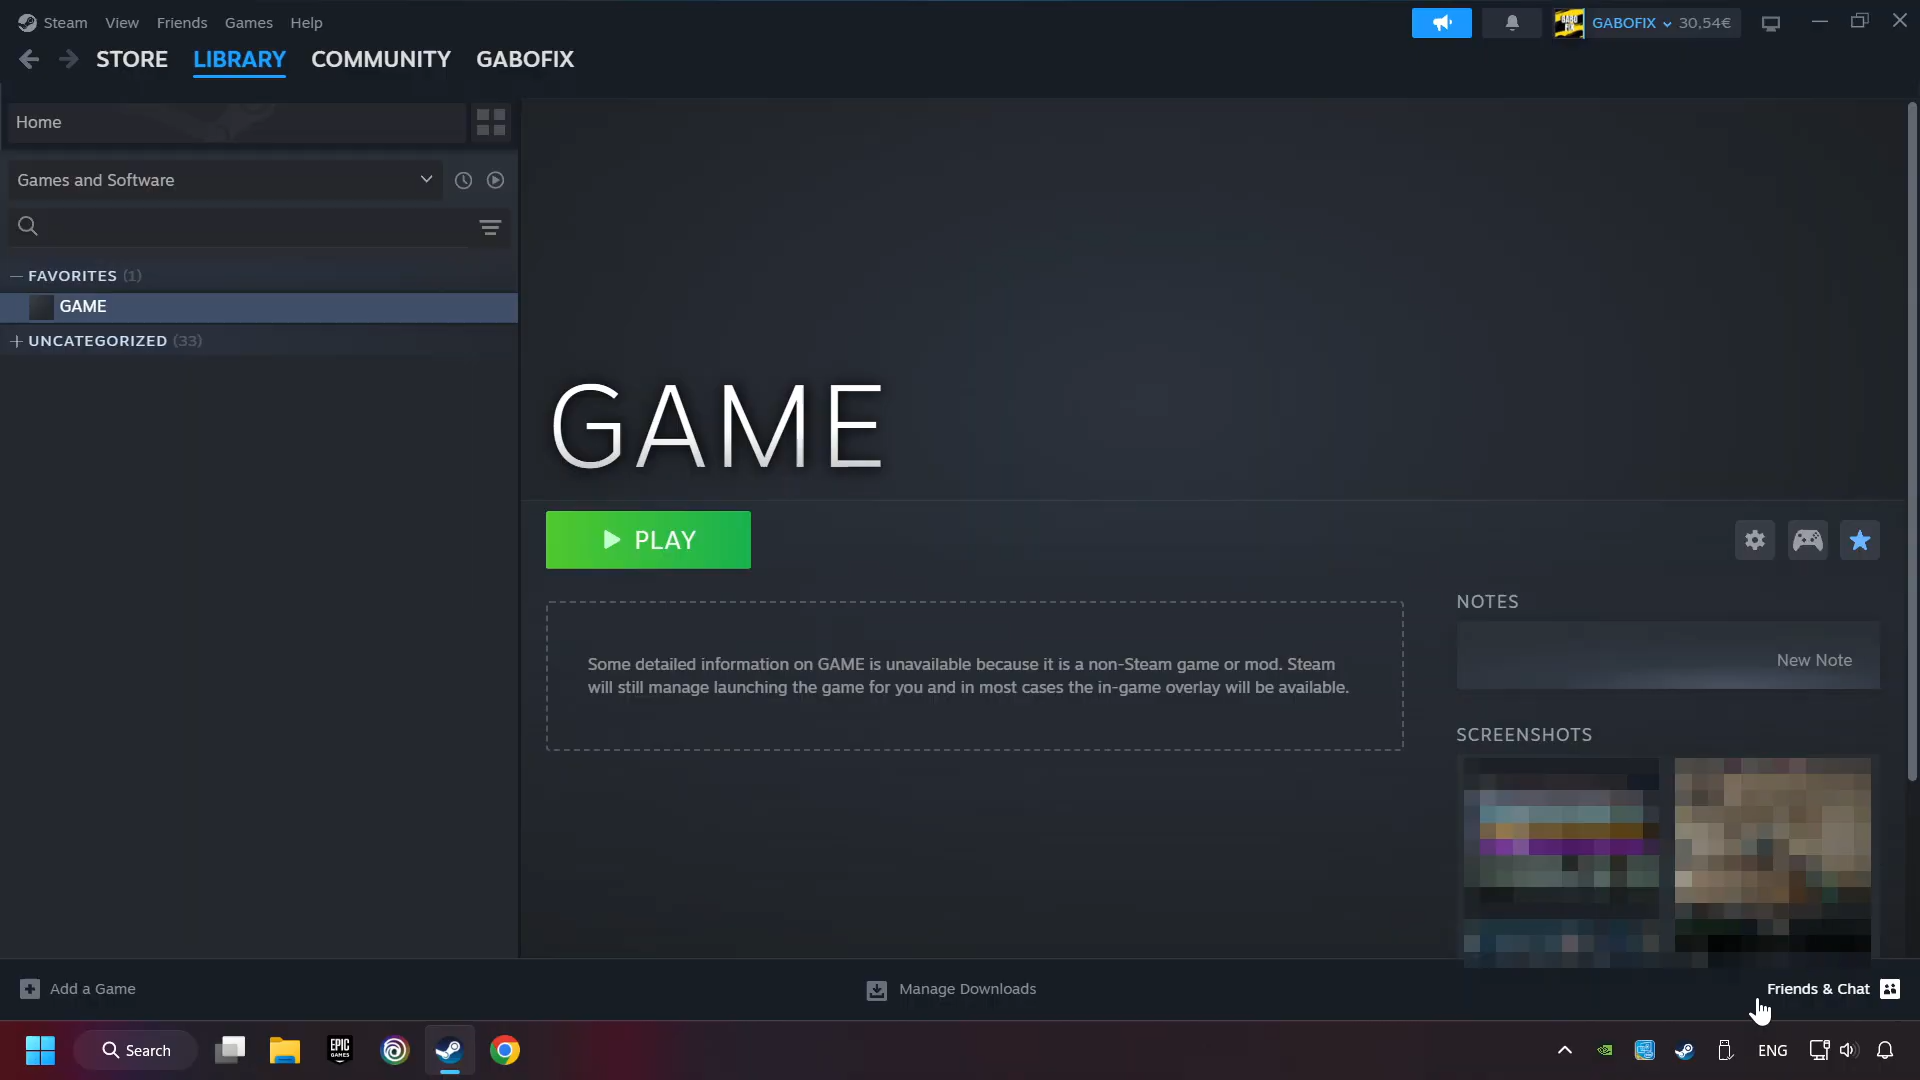 Steam View Friends Games Help
GABOFIX 30,54€
STORE LIBRARY COMMUNITY GABOFIX
Home
Games and Software
FAVORITES (1)
GAME
UNCATEGORIZED (33)
GAME
PLAY
NOTES
New Note
Some detailed information on GAME is unavailable because it is a non-Steam game or mod. Steam
will still manage launching the game for you and in most cases the in-game overlay will be available.
SCREENSHOTS
Add a Game
Manage Downloads
Friends & Chat
Search
EPIC
GAMES
ENG